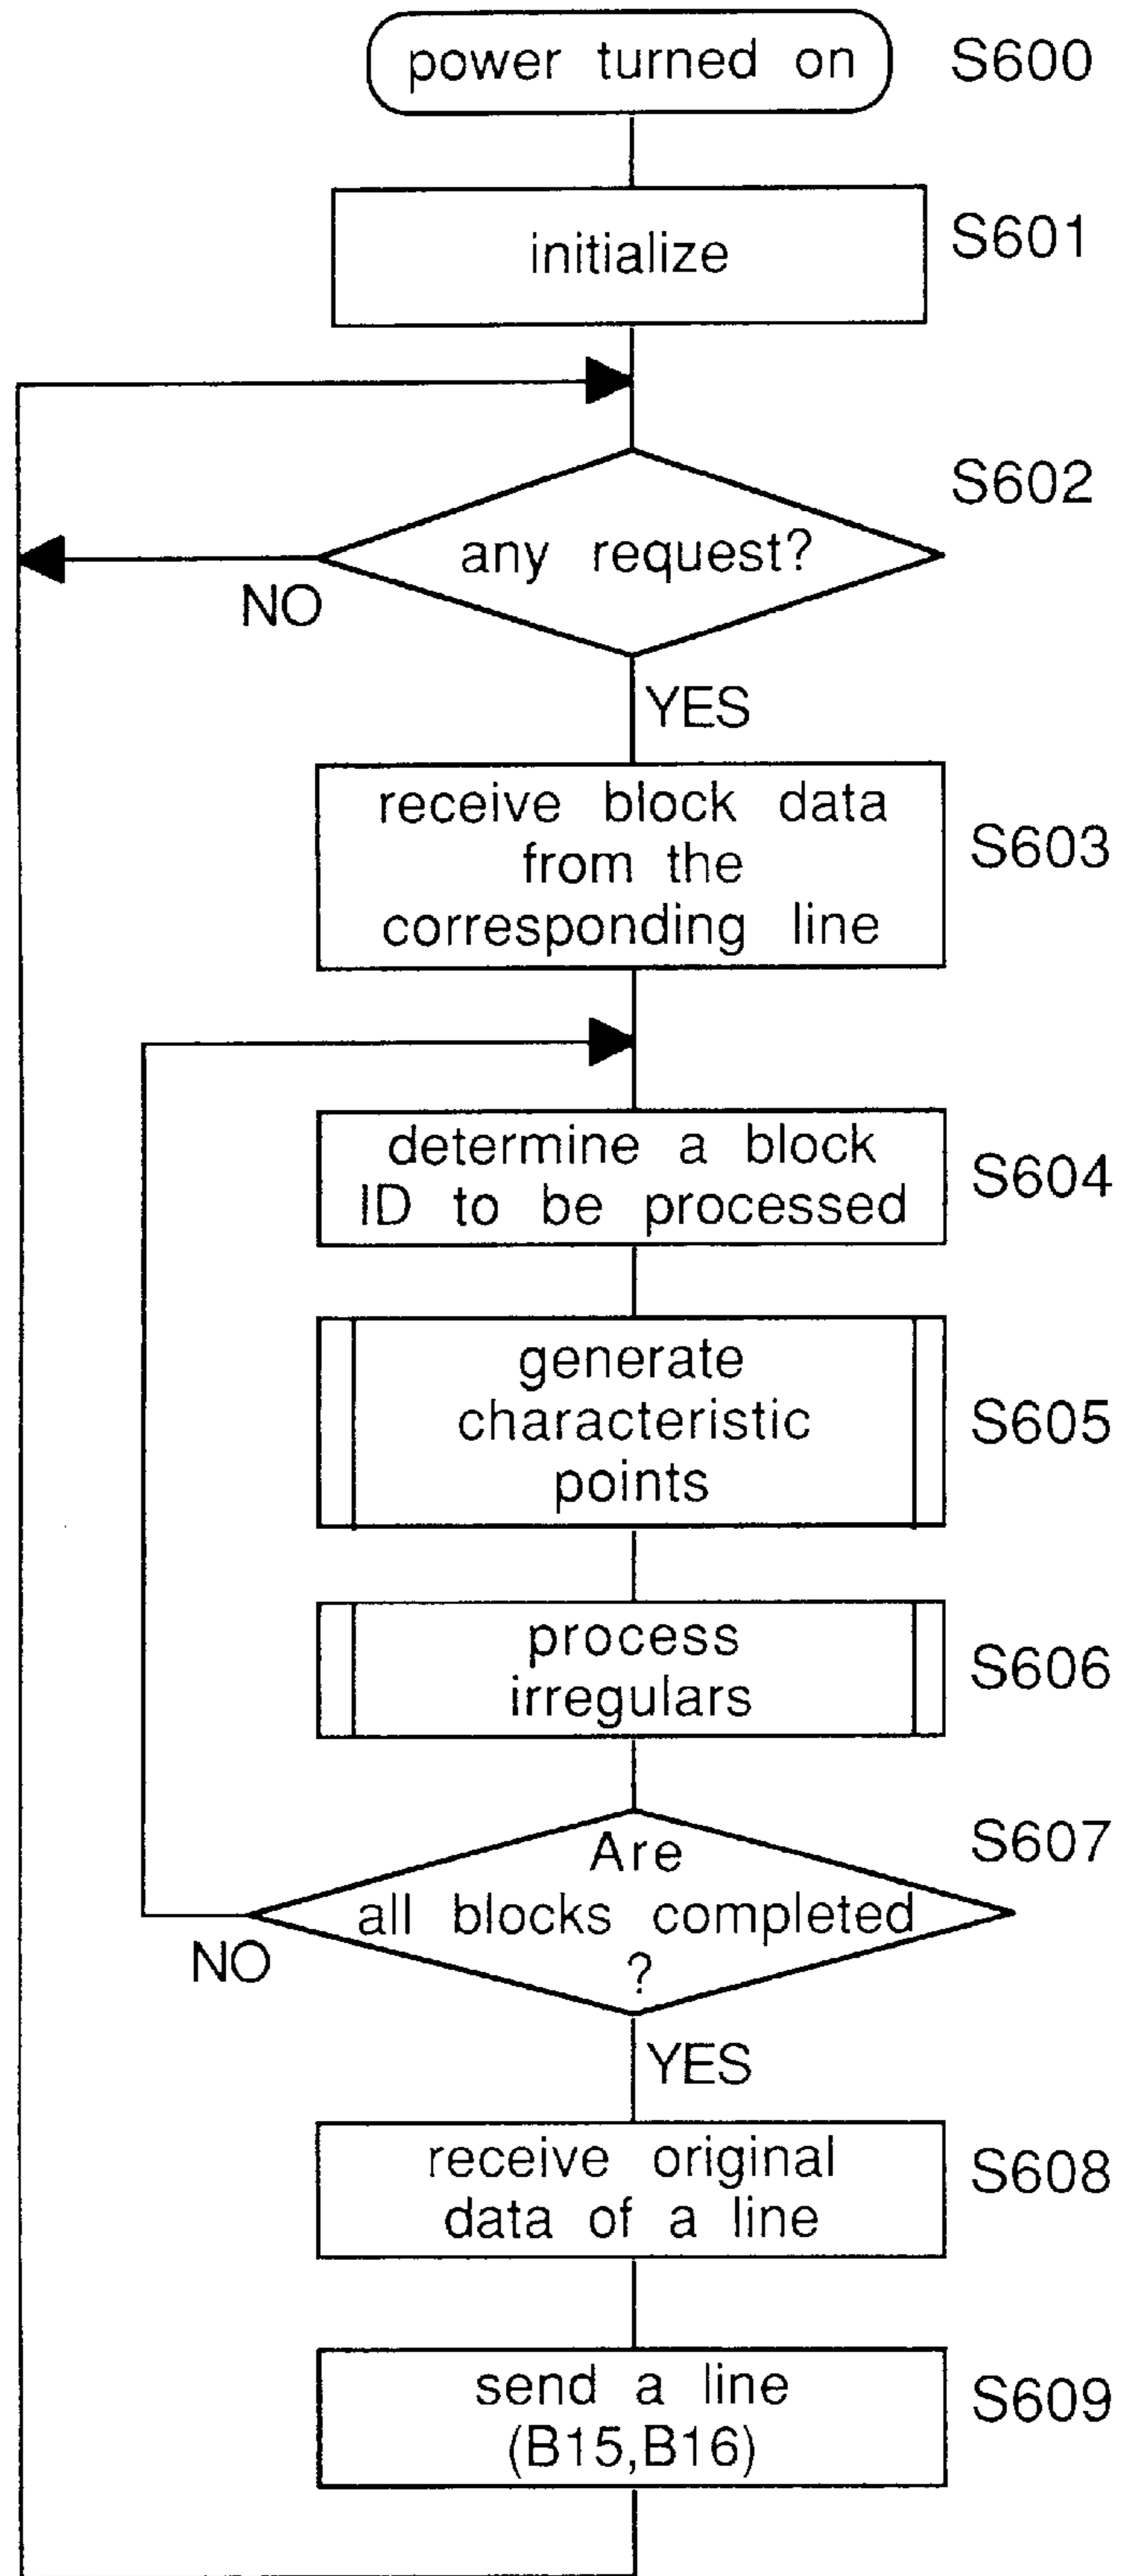 power turned on
S600
initialize
S601
S602
any request?
NO
YES
receive block data
from the
corresponding line
S603
determine a block
ID to be processed
S604
generate
characteristic
points
S605
process
irregulars
S606
S607
Are
all blocks completed
?
NO
YES
receive original
data of a line
S608
send a line
(B15,B16)
S609